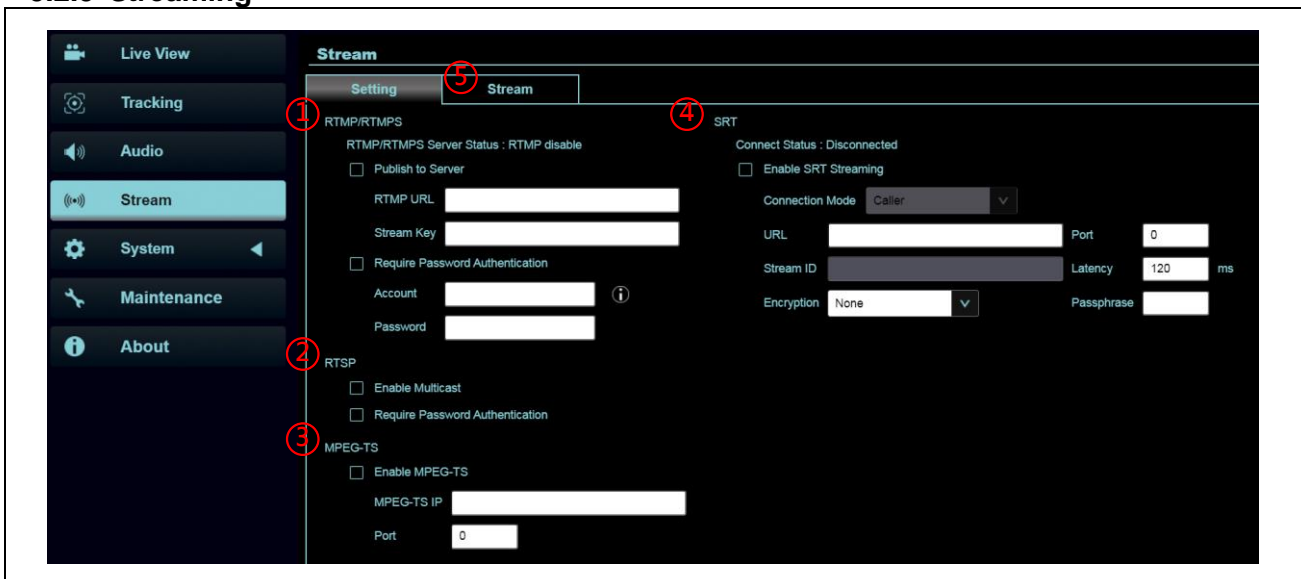 Streaming
Live View
Tracking
Audio
Stream
System
Maintenance
About
Stream
Setting
⑤
Stream
①
RTMP/RTMPS
RTMP/RTMPS Server Status : RTMP disable
Publish to Server
RTMP URL
Stream Key
Require Password Authentication
Account
Password
②
RTSP
Enable Multicast
Require Password Authentication
③
MPEG-TS
Enable MPEG-TS
MPEG-TS IP
Port 0
④
SRT
Connect Status : Disconnected
Enable SRT Streaming
Connection Mode Caller
URL Port 0
Stream ID Latency 120 ms
Encryption None Passphrase